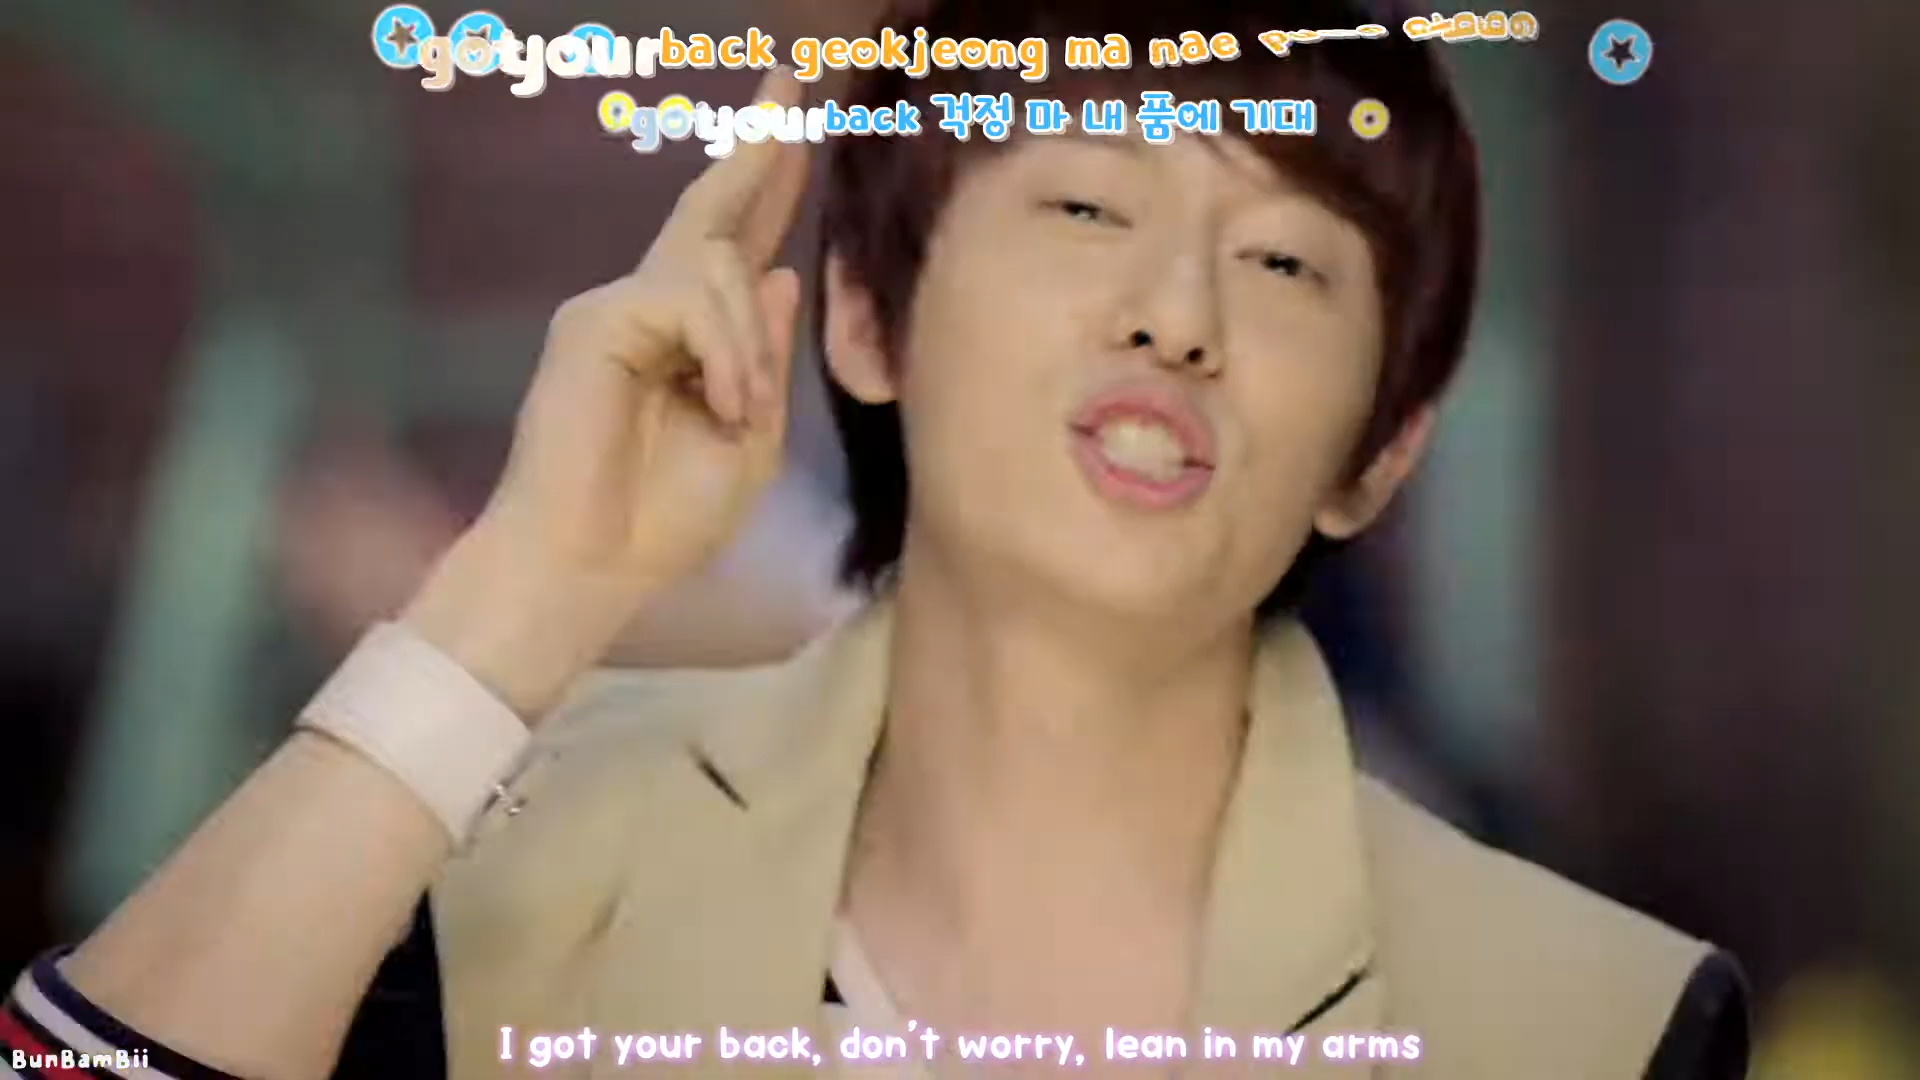 got your back geokjeong ma nae
got your back 걱정 마 내 품에 기대
I got your back, don't worry, lean in my arms
BunBamBii